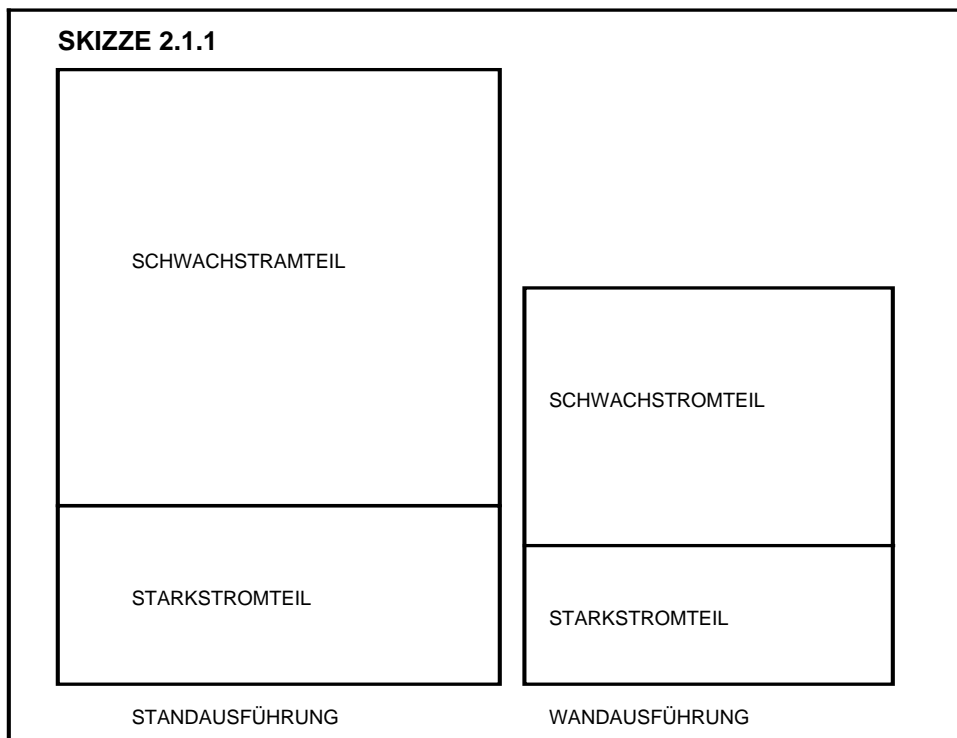 SKIZZE 2.1.1
SCHWACHSTRAMTEIL
SCHWACHSTROMTEIL
STARKSTROMTEIL
STARKSTROMTEIL
STANDAUSFÜHRUNG
WANDAUSFÜHRUNG